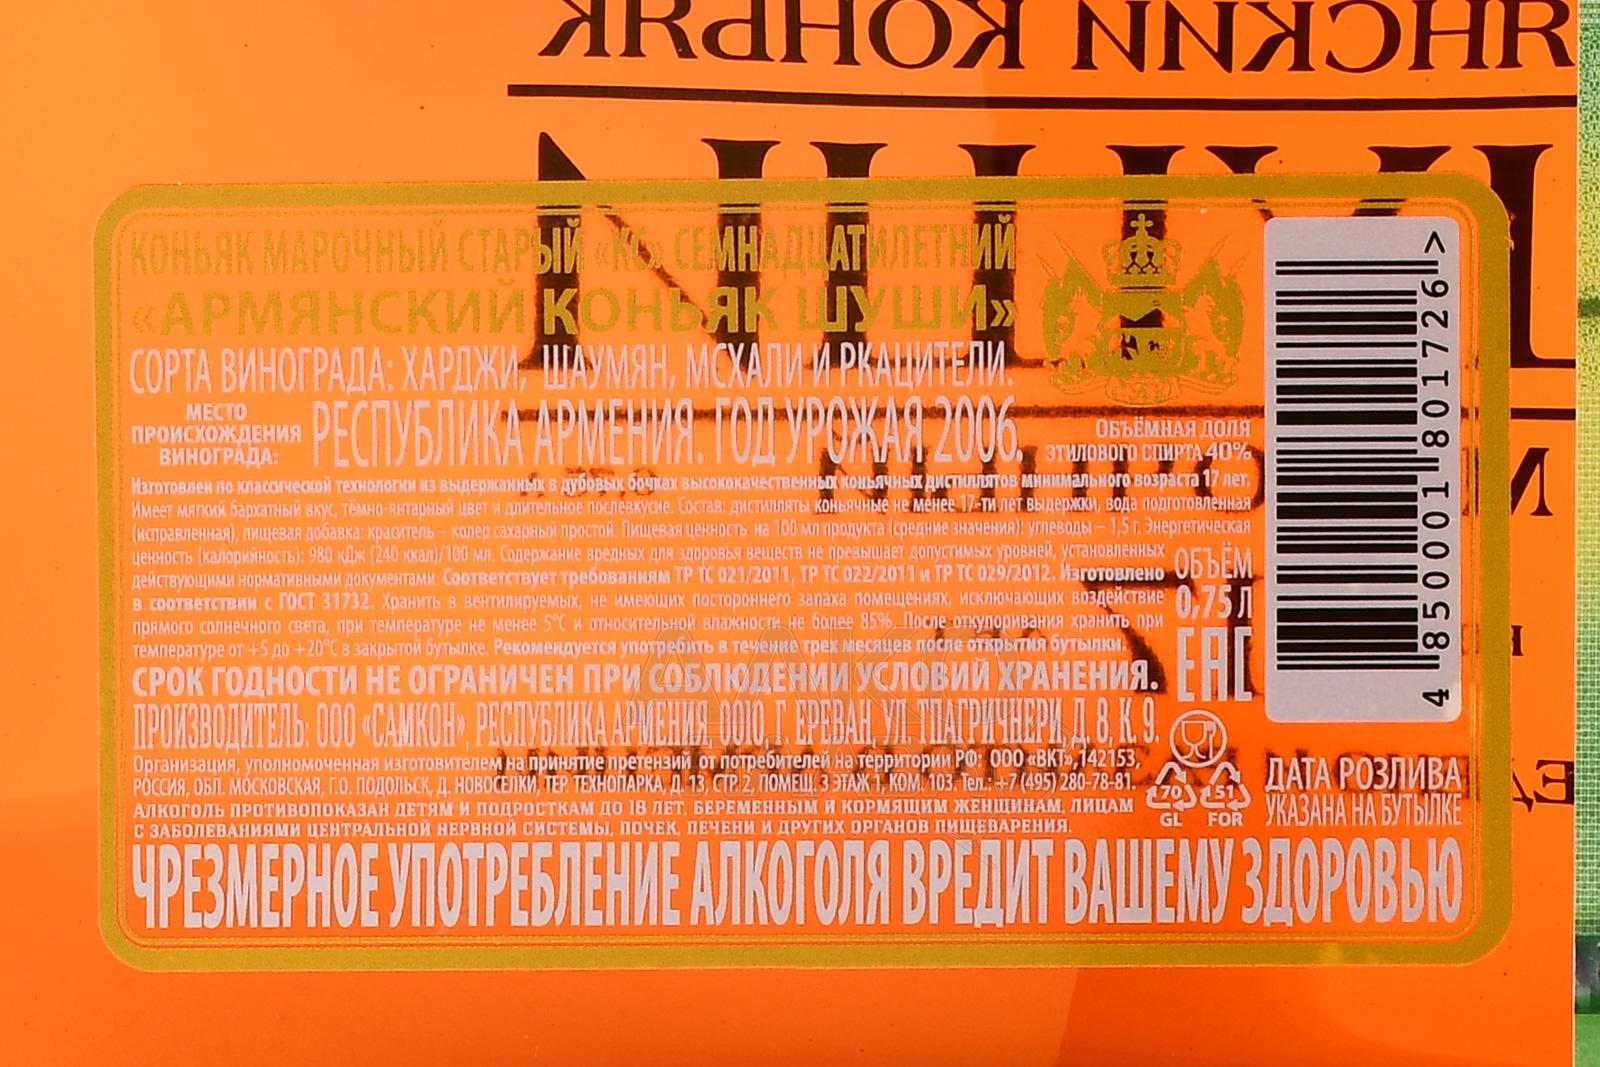 КОНЬЯК МАРОЧНЫЙ СТАРЫЙ «КС» СЕМНАДЦАТИЛЕТНИЙ
«АРМЯНСКИЙ КОНЬЯК ШУШИ»
СОРТА ВИНОГРАДА: ХАРДЖИ, ШАУМЯН, МСХАЛИ И РКАЦИТЕЛИ.
МЕСТО
ПРОИСХОЖДЕНИЯ
ВИНОГРАДА:
РЕСПУБЛИКА АРМЕНИЯ. ГОД УРОЖАЯ 2006.
ОБЪЁМНАЯ ДОЛЯ
ЭТИЛОВОГО СПИРТА 40%
Изготовлен по классической технологии из выдержанных в дубовых бочках высококачественных коньячных дистиллятов минимального возраста 17 лет.
Имеет мягкий бархатный вкус, тёмно-янтарный цвет и длительное послевкусие. Состав: дистилляты коньячные не менее 17-ти лет выдержки, вода подготовленная
(исправленная), пищевая добавка: краситель – колер сахарный простой. Пищевая ценность на 100 мл продукта (средние значения): углеводы – 1,5 г. Энергетическая
ценность (калорийность): 980 кДж (240 ккал)/100 мл. Содержание вредных для здоровья веществ не превышает допустимых уровней, установленных
действующими нормативными документами. Соответствует требованиям ТР ТС 021/2011, ТР ТС 022/2011 и ТР ТС 029/2012. Изготовлено
в соответствии с ГОСТ 31732. Хранить в вентилируемых, не имеющих постороннего запаха помещениях, исключающих воздействие
прямого солнечного света, при температуре не менее 5°С и относительной влажности не более 85%. После откупоривания хранить при
температуре от +5 до +20°С в закрытой бутылке. Рекомендуется употребить в течение трех месяцев после открытия бутылки.
ОБЪЁМ
0,75 Л
ЕАС
СРОК ГОДНОСТИ НЕ ОГРАНИЧЕН ПРИ СОБЛЮДЕНИИ УСЛОВИЙ ХРАНЕНИЯ.
ПРОИЗВОДИТЕЛЬ: ООО «САМКОН», РЕСПУБЛИКА АРМЕНИЯ, 0010, Г. ЕРЕВАН, УЛ. ТПАГРИЧНЕРИ, Д. 8, К. 9.
Организация, уполномоченная изготовителем на принятие претензий от потребителей на территории РФ: ООО «ВКТ», 142153,
РОССИЯ, ОБЛ. МОСКОВСКАЯ, Г.О. ПОДОЛЬСК, Д. НОВОСЕЛКИ, ТЕР. ТЕХНОПАРКА, Д. 13, СТР. 2, ПОМЕЩ. 3 ЭТАЖ 1, КОМ. 103. Тел.: +7 (495) 280-78-81.
АЛКОГОЛЬ ПРОТИВОПОКАЗАН ДЕТЯМ И ПОДРОСТКАМ ДО 18 ЛЕТ, БЕРЕМЕННЫМ И КОРМЯЩИМ ЖЕНЩИНАМ, ЛИЦАМ
С ЗАБОЛЕВАНИЯМИ ЦЕНТРАЛЬНОЙ НЕРВНОЙ СИСТЕМЫ, ПОЧЕК, ПЕЧЕНИ И ДРУГИХ ОРГАНОВ ПИЩЕВАРЕНИЯ.
70
GL
51
FOR
ДАТА РОЗЛИВА
УКАЗАНА НА БУТЫЛКЕ
ЧРЕЗМЕРНОЕ УПОТРЕБЛЕНИЕ АЛКОГОЛЯ ВРЕДИТ ВАШЕМУ ЗДОРОВЬЮ
4 850001 801726 >